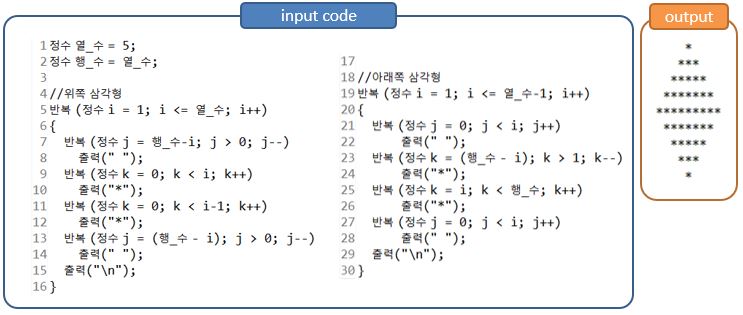 input code
1 정수 열_수 = 5;
2 정수 행_수 = 열_수;
3
4 //위쪽 삼각형
5 반복 (정수 i = 1; i <= 열_수; i++)
6 {
7 반복 (정수 j = 행_수-i; j > 0; j--)
8 출력(" ");
9 반복 (정수 k = 0; k < i; k++)
10 출력("*");
11 반복 (정수 k = 0; k < i-1; k++)
12 출력("*");
13 반복 (정수 j = (행_수 - i); j > 0; j--)
14 출력(" ");
15 출력("\n");
16 }
17
18 //아래쪽 삼각형
19 반복 (정수 i = 1; i <= 열_수-1; i++)
20 {
21 반복 (정수 j = 0; j < i; j++)
22 출력(" ");
23 반복 (정수 k = (행_수 - i); k > 1; k--)
24 출력("*");
25 반복 (정수 k = i; k < 행_수; k++)
26 출력("*");
27 반복 (정수 j = 0; j < i; j++)
28 출력(" ");
29 출력("\n");
30 }
output
*
***
*****
*******
*********
*******
*****
***
*